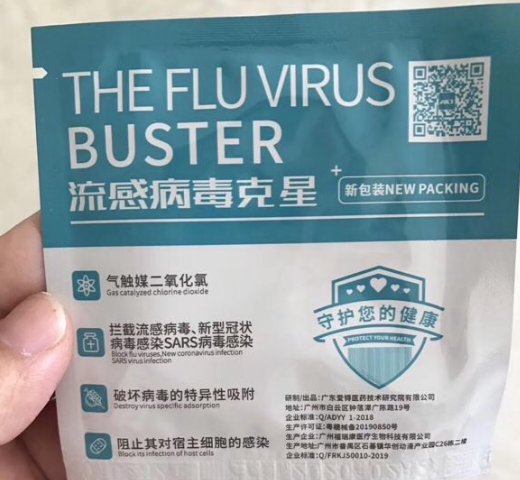 THE FLU VIRUS
BUSTER
流感病毒克星
新包装NEW PACKING
气触媒二氧化氯
Gas catalyzed chlorine dioxide
拦截流感病毒、新型冠状
病毒感染SARS病毒感染
Block flu viruses,New coronavirus infection
SARS virus infection
破坏病毒的特异性吸附
Destroy virus specific adsorption
阻止其对宿主细胞的感染
Block its infection of host cells
守护您的健康
PROTECT YOUR HEALTH
研制/出品:广东爱得医药技术研究院有限公司
地址:广州市白云区钟落潭广陈路19号
企业标准:Q/ADYY 1-2018
生产许可证:粤穗械备20190850号
生产企业:广州福瑞康医疗生物科技有限公司
地址:广州市番禺区石碁镇华创动漫产业园C26栋二楼
企业标准:Q/FRKJ50010-2019